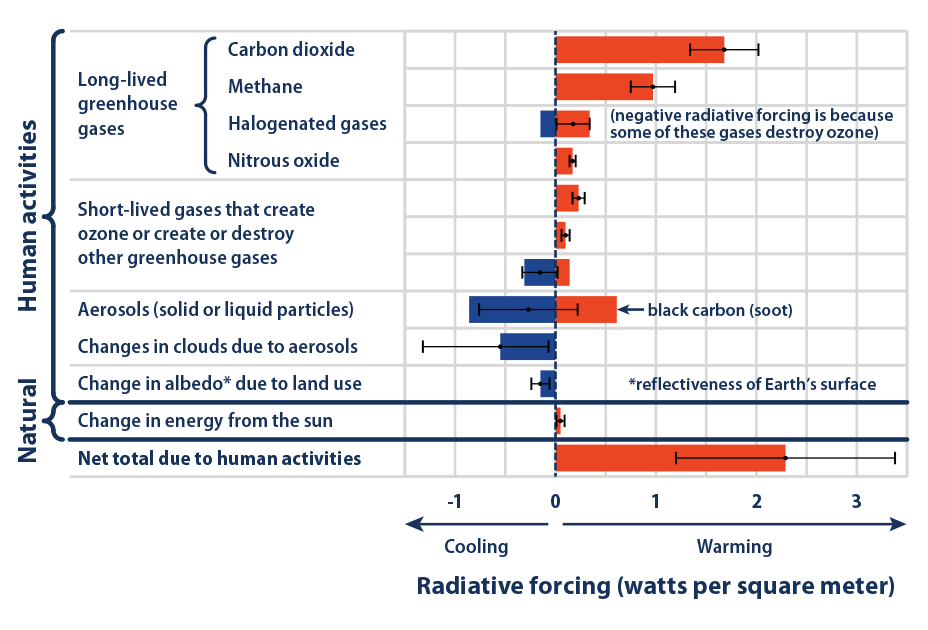 Human activities
Natural
Long-lived
greenhouse
gases
Carbon dioxide
Methane
Halogenated gases
(negative radiative forcing is because
some of these gases destroy ozone)
Nitrous oxide
Short-lived gases that create
ozone or create or destroy
other greenhouse gases
Aerosols (solid or liquid particles)
black carbon (soot)
Changes in clouds due to aerosols
Change in albedo* due to land use
*reflectiveness of Earth's surface
Change in energy from the sun
Net total due to human activities
-1 0 1 2 3
Cooling Warming
Radiative forcing (watts per square meter)